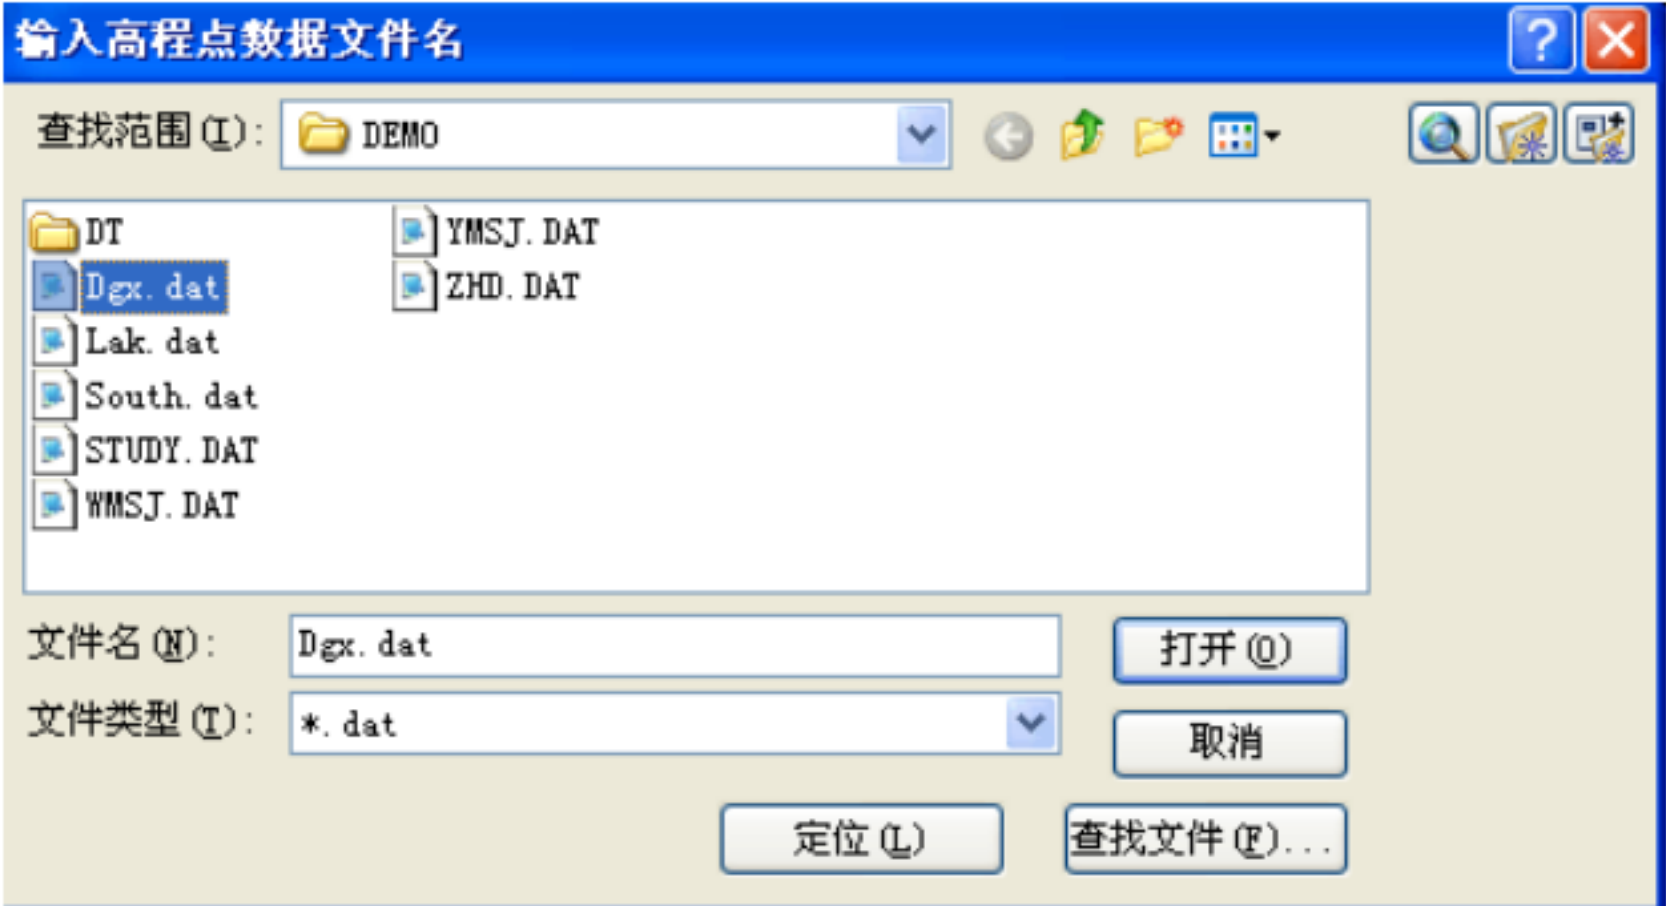 输入高程点数据文件名
查找范围(I): DEMO
DT
Dgx.dat
Lak.dat
South.dat
STUDY.DAT
WMSJ.DAT
YMSJ.DAT
ZHD.DAT
文件名(N): Dgx.dat
打开(O)
文件类型(T): *.dat
取消
定位(L)
查找文件(F)...